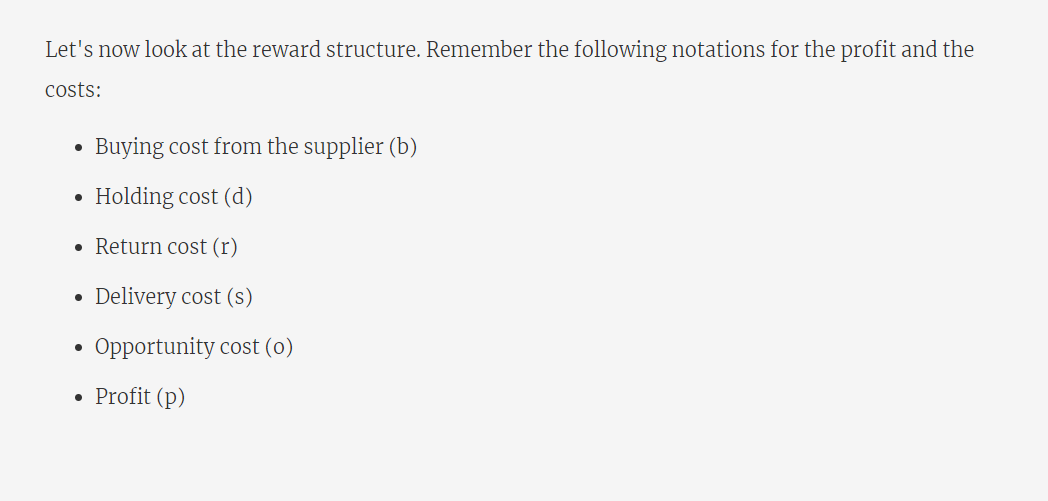 Let's now look at the reward structure. Remember the following notations for the profit and the
costs:
• Buying cost from the supplier (b)
• Holding cost (d)
• Return cost (r)
• Delivery cost (s)
• Opportunity cost (o)
• Profit (p)